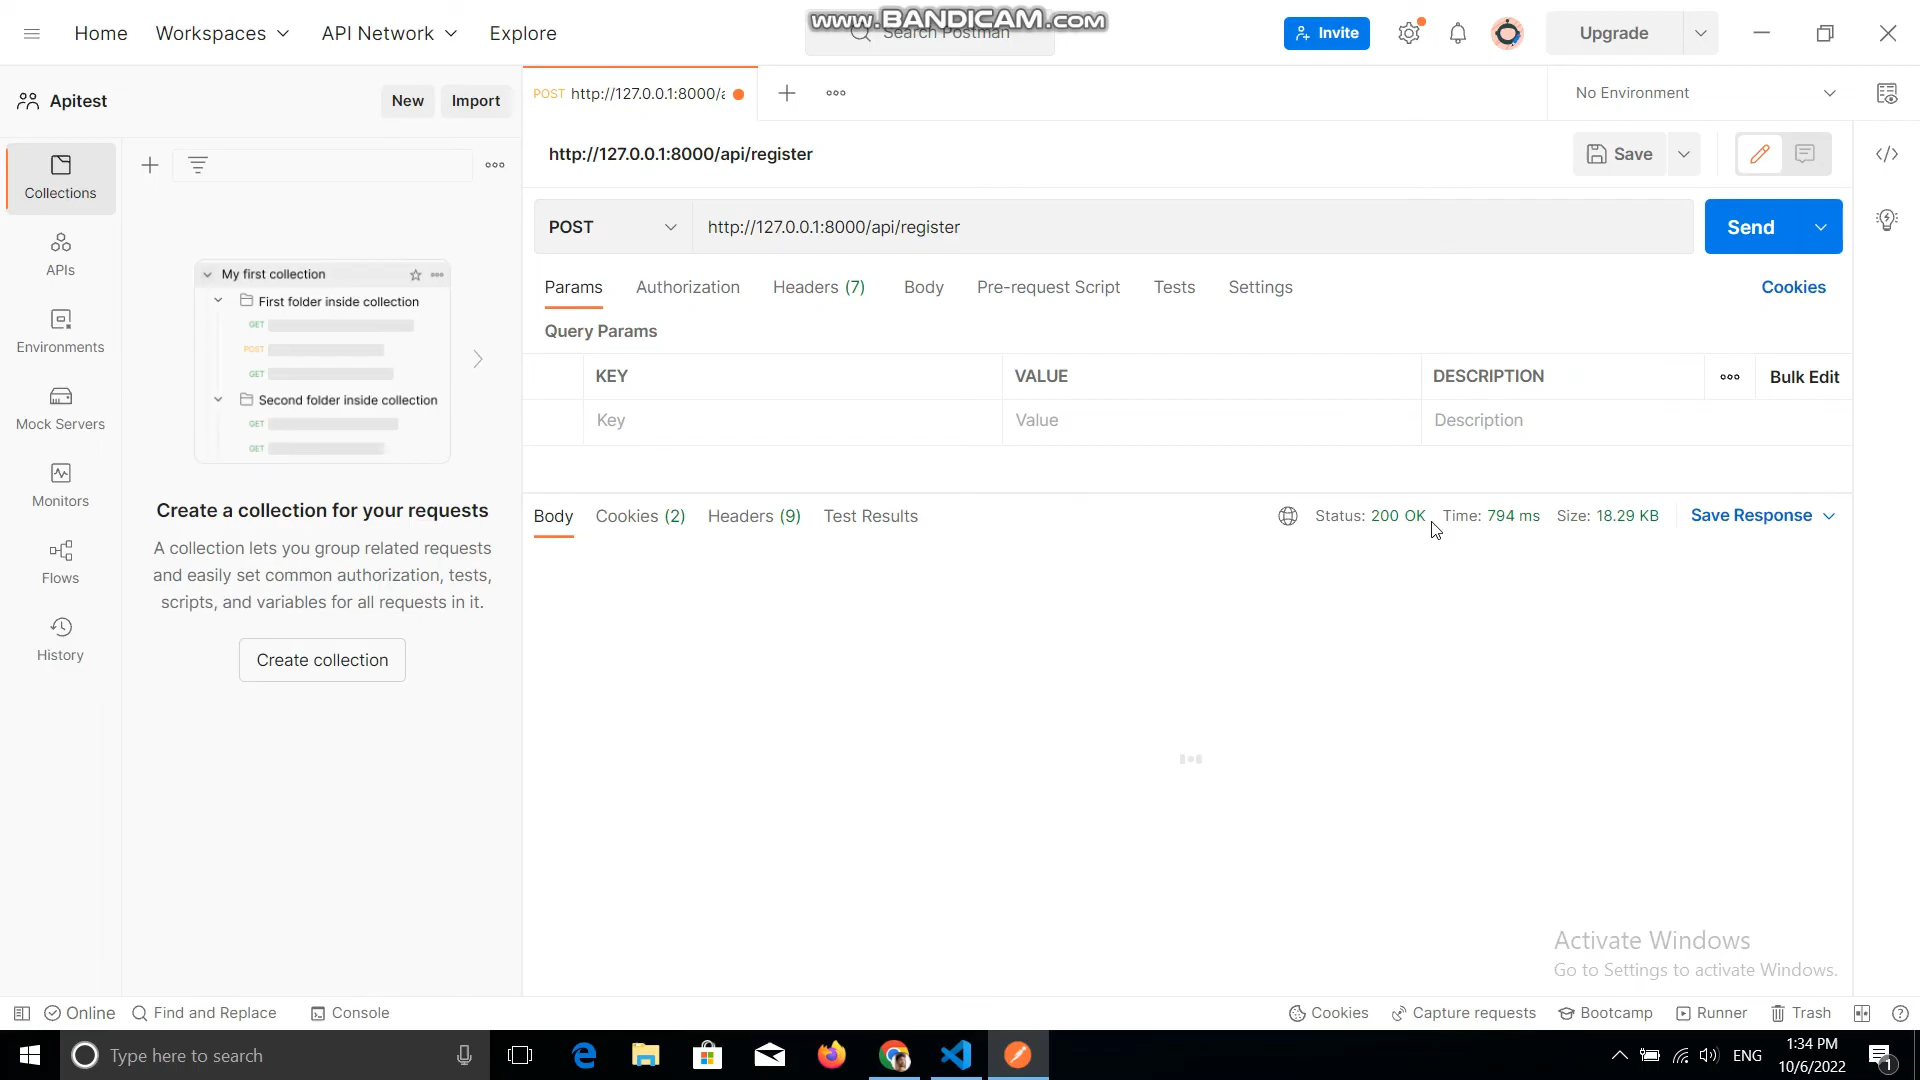 Home
Workspaces
API Network
Explore
www.BANDICAM.com
Search Postman
Invite
Upgrade
Apitest
New
Import
POST http://127.0.0.1:8000/a
No Environment
http://127.0.0.1:8000/api/register
Save
Collections
APIs
Environments
Mock Servers
Monitors
Flows
History
My first collection
First folder inside collection
GET
POST
GET
Second folder inside collection
GET
GET
Create a collection for your requests
A collection lets you group related requests
and easily set common authorization, tests,
scripts, and variables for all requests in it.
Create collection
POST
http://127.0.0.1:8000/api/register
Send
Params
Authorization
Headers (7)
Body
Pre-request Script
Tests
Settings
Cookies
Query Params
KEY
VALUE
DESCRIPTION
Bulk Edit
Key
Value
Description
Body
Cookies (2)
Headers (9)
Test Results
Status: 200 OK
Time: 794 ms
Size: 18.29 KB
Save Response
Activate Windows
Go to Settings to activate Windows.
Online
Find and Replace
Console
Cookies
Capture requests
Bootcamp
Runner
Trash
Type here to search
ENG
1:34 PM
10/6/2022
1